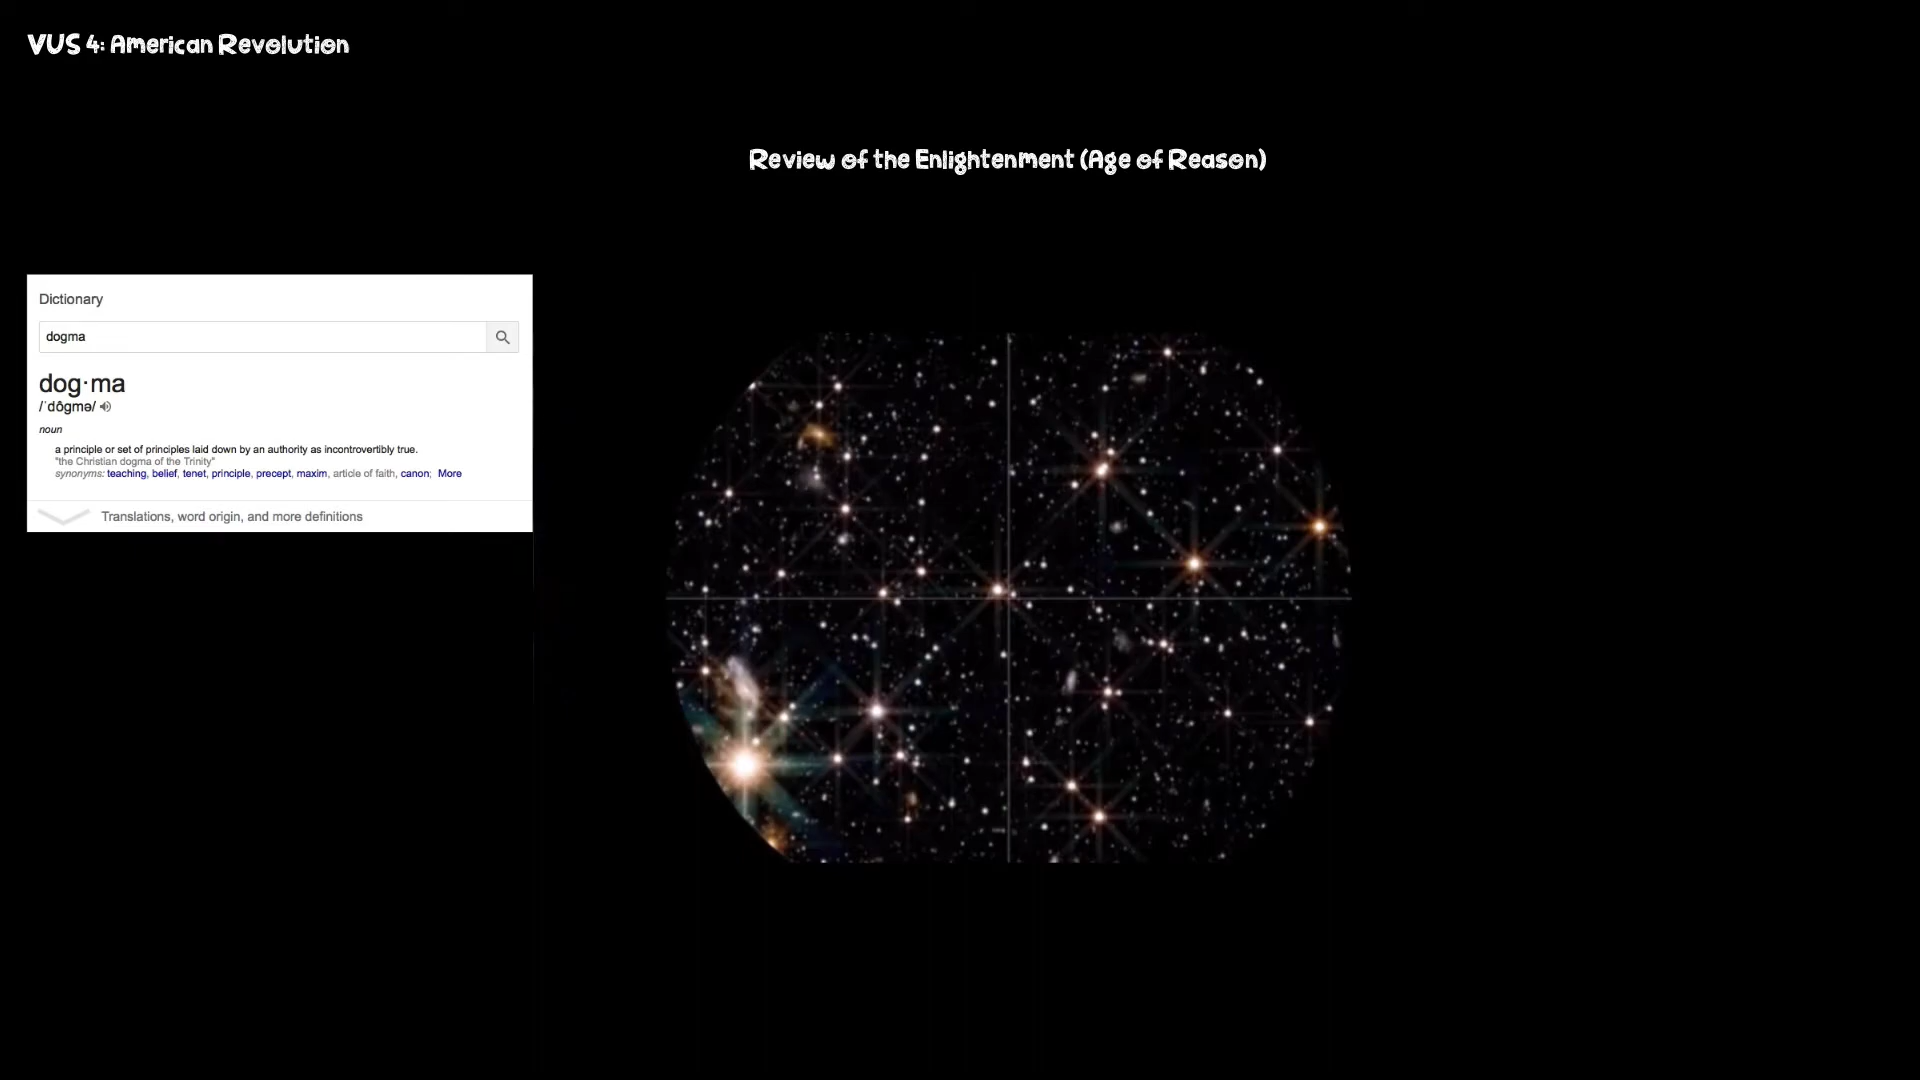 VUS 4: American Revolution
Review of the Enlightenment (Age of Reason)
Dictionary
dogma
dog·ma
/ˈdôɡmə/
noun
a principle or set of principles laid down by an authority as incontrovertibly true.
"the Christian dogma of the Trinity"
synonyms: teaching, belief, tenet, principle, precept, maxim, article of faith, canon; More
Translations, word origin, and more definitions